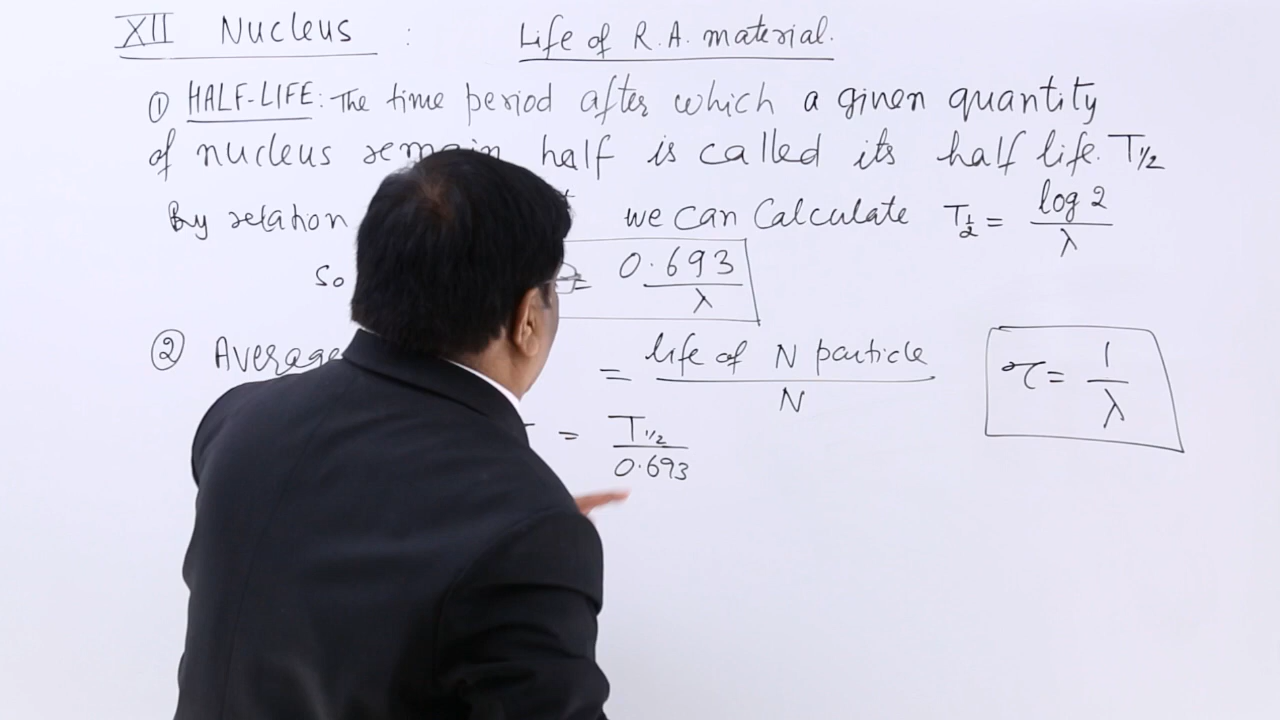 XII Nucleus : Life of R.A. material.
① HALF-LIFE: The time period after which a given quantity
of nucleus remain half is called its half life. T1/2
By relation we can Calculate T1/2 = log 2 / λ
So = 0.693 / λ
② Average = life of N particle / N
τ = 1 / λ
= T1/2 / 0.693